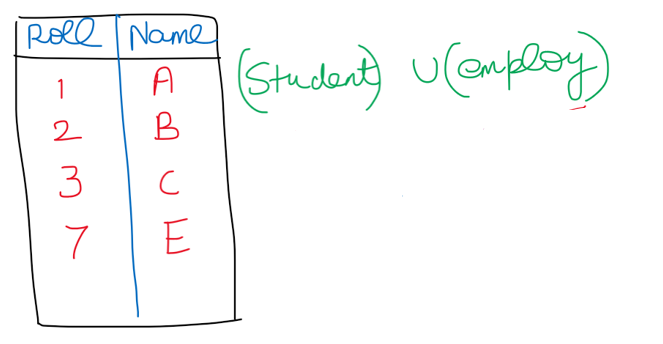 Roll Name
1 A (Student) ∪ (employ)
2 B
3 C
7 E